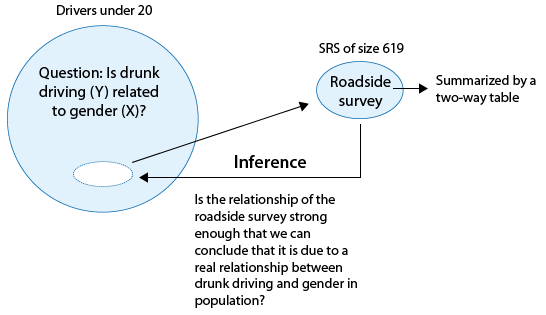 Drivers under 20
Question: Is drunk
driving (Y) related
to gender (X)?
SRS of size 619
Roadside
survey
Summarized by a
two-way table
Inference
Is the relationship of the
roadside survey strong
enough that we can
conclude that it is due to a
real relationship between
drunk driving and gender in
population?